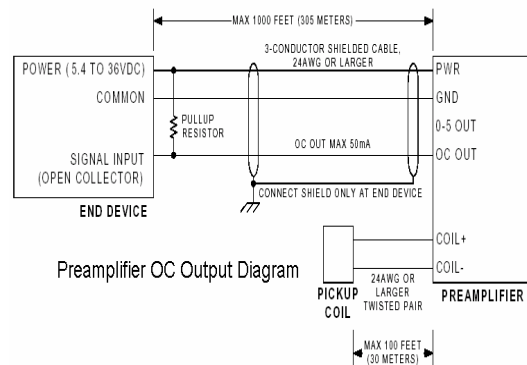 MAX 1000 FEET (305 METERS)
3-CONDUCTOR SHIELDED CABLE,
24AWG OR LARGER
POWER (5.4 TO 36VDC)
PWR
COMMON
GND
PULLUP
RESISTOR
0-5 OUT
SIGNAL INPUT
(OPEN COLLECTOR)
OC OUT MAX 50mA
OC OUT
CONNECT SHIELD ONLY AT END DEVICE
END DEVICE
COIL+
COIL-
Preamplifier OC Output Diagram
24AWG OR
LARGER
TWISTED PAIR
PICKUP
COIL
PREAMPLIFIER
MAX 100 FEET
(30 METERS)